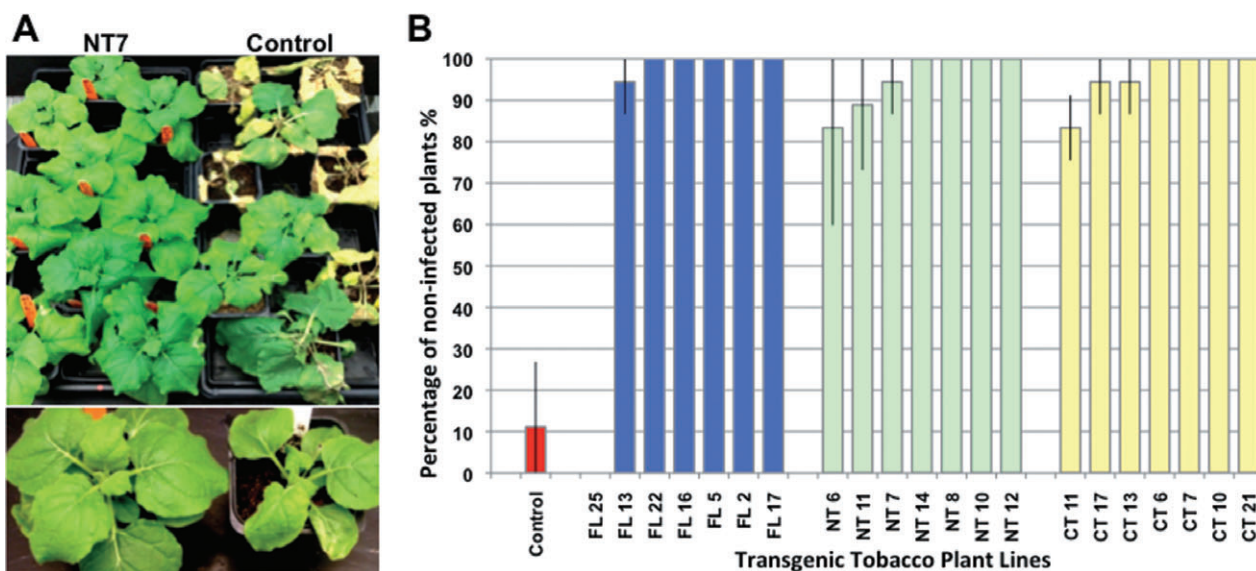 A
NT7 Control
B
Percentage of non-infected plants %
100
90
80
70
60
50
40
30
20
10
0
Control
FL 25
FL 13
FL 22
FL 16
FL 5
FL 2
FL 17
NT 6
NT 11
NT 7
NT 14
NT 8
NT 10
NT 12
CT 11
CT 17
CT 13
CT 6
CT 7
CT 10
CT 21
Transgenic Tobacco Plant Lines